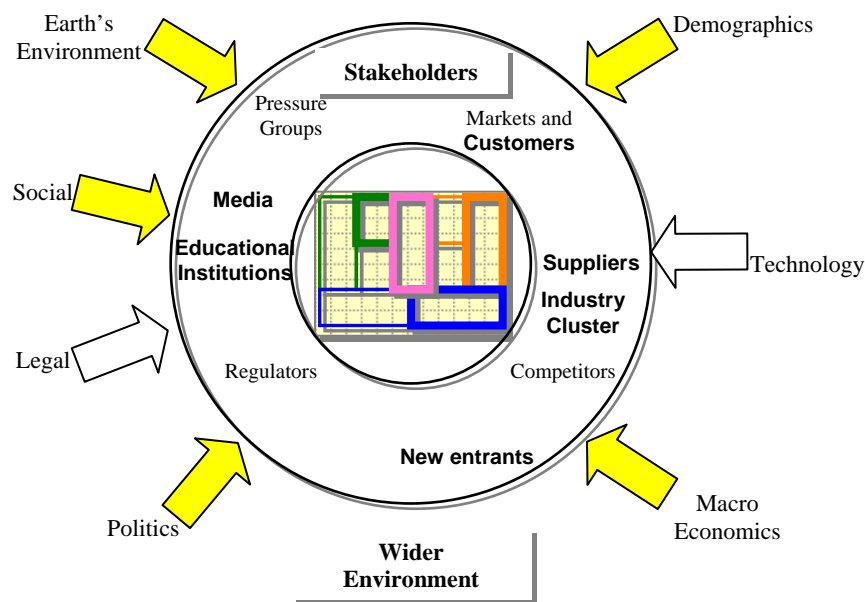 Earth's
Environment
Demographics
Stakeholders
Pressure
Groups
Markets and
Customers
Social
Media
Educational
Institutions
Suppliers
Technology
Industry
Cluster
Legal
Regulators
Competitors
New entrants
Politics
Macro
Economics
Wider
Environment